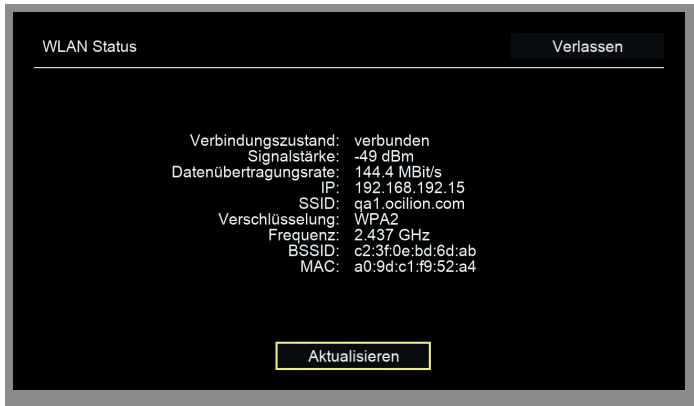 WLAN Status
Verlassen
Verbindungszustand: verbunden
Signalstärke: -49 dBm
Datenübertragungsrate: 144.4 MBit/s
IP: 192.168.192.15
SSID: qa1.ocilion.com
Verschlüsselung: WPA2
Frequenz: 2.437 GHz
BSSID: c2:3f:0e:bd:6d:ab
MAC: a0:9d:c1:f9:52:a4
Aktualisieren